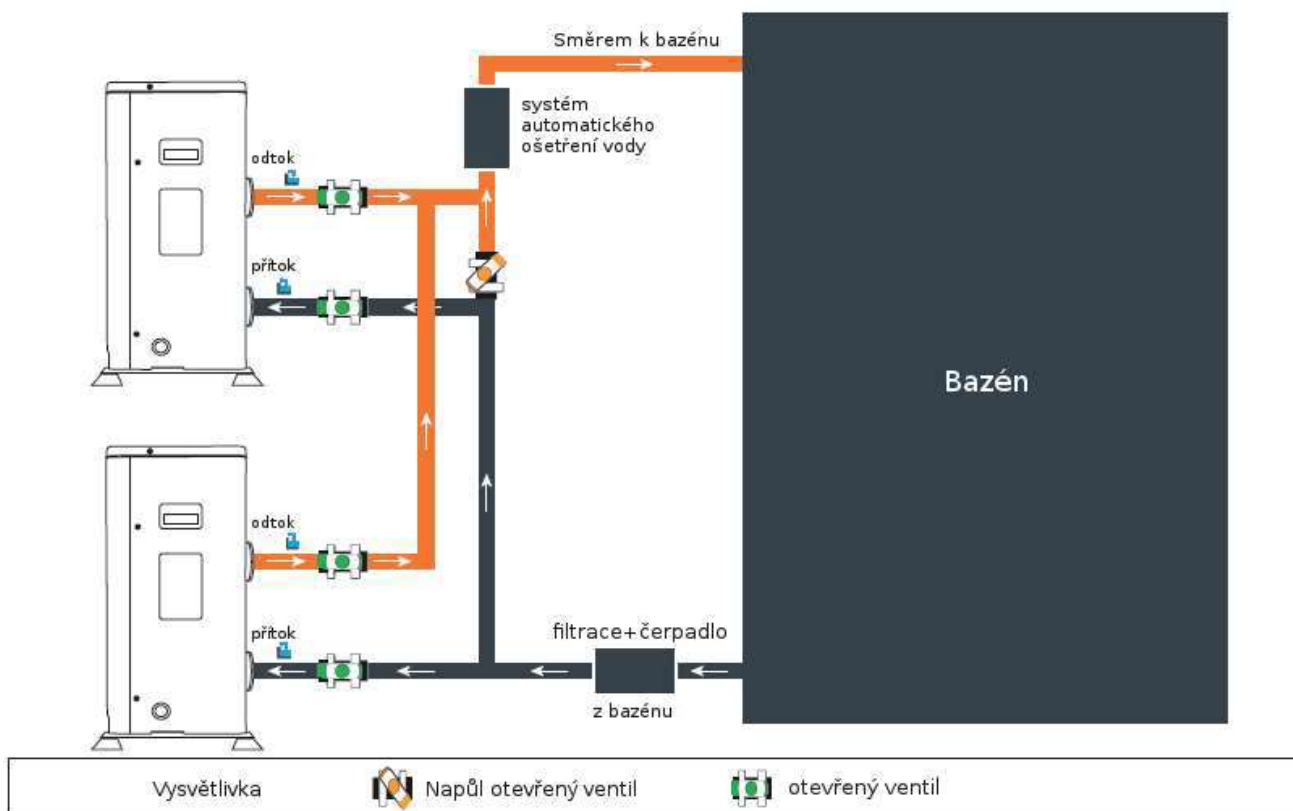 Směrem k bazénu
systém
automatického
ošetření vody
odtok
přítok
Bazén
odtok
přítok
filtrace+čerpadlo
z bazénu
Vysvětlivka
Napůl otevřený ventil
otevřený ventil